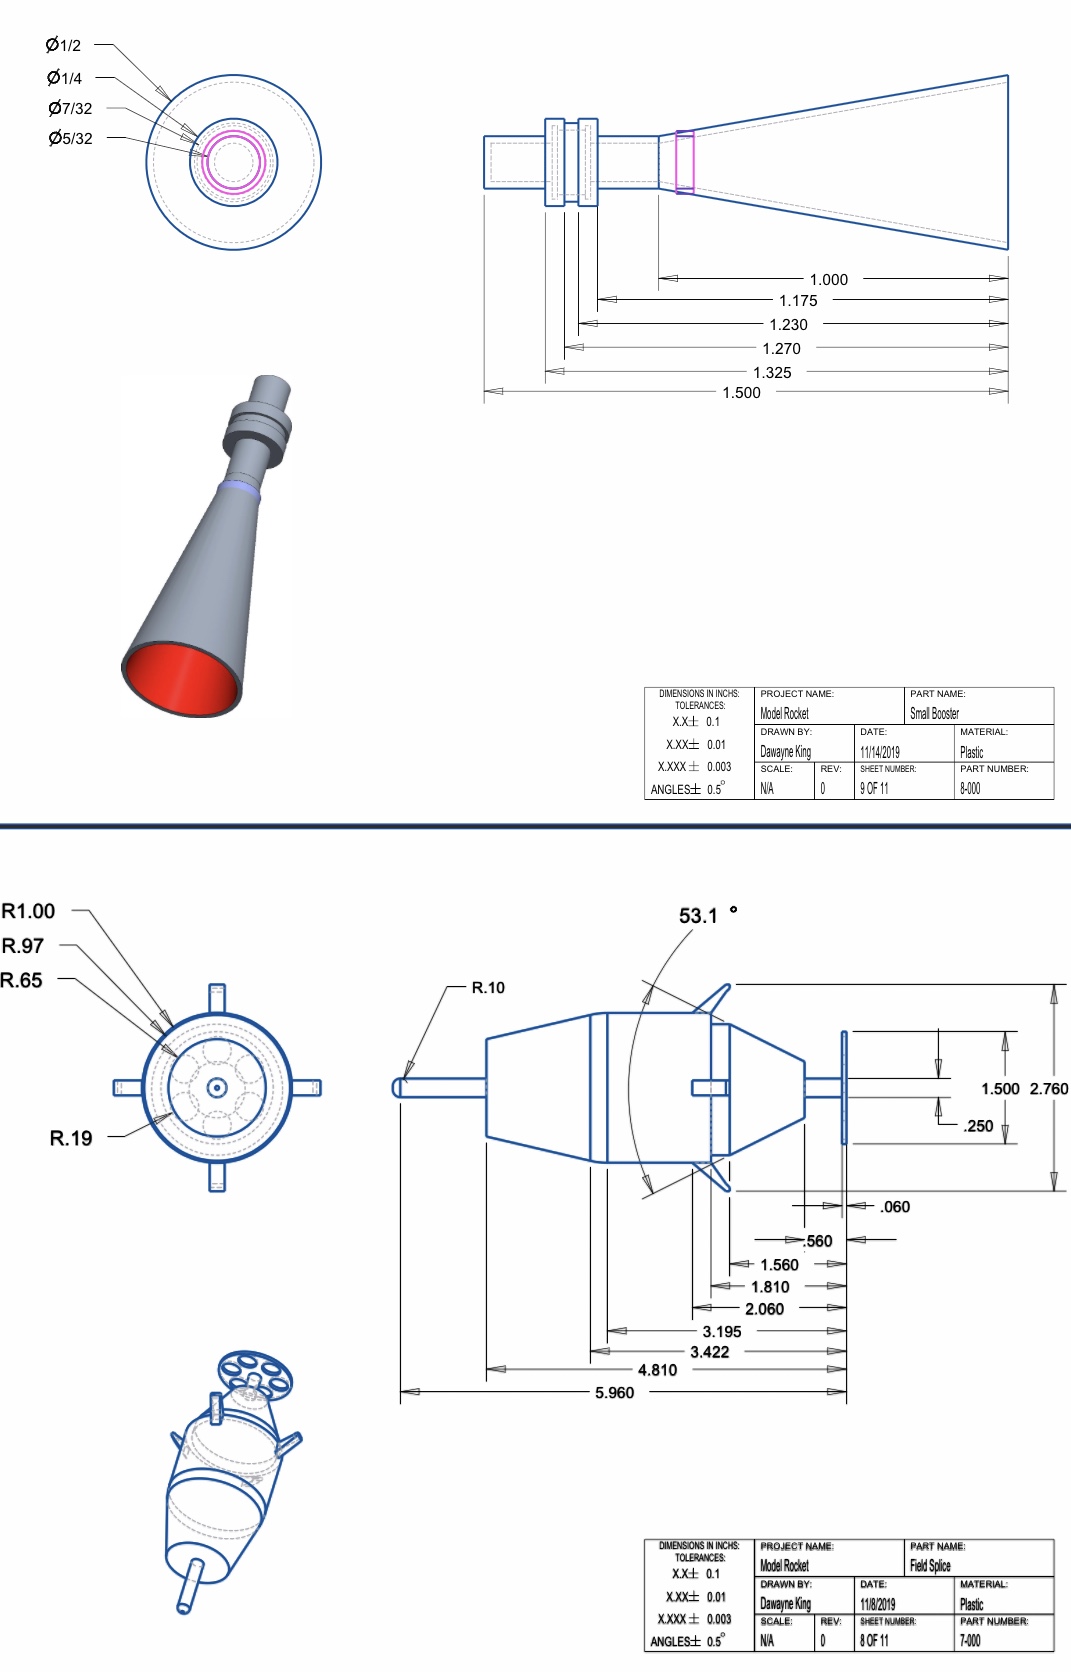 Ø1/2
Ø1/4
Ø7/32
Ø5/32
1.000
1.175
1.230
1.270
1.325
1.500
DIMENSIONS IN INCHS:
TOLERANCES:
X.X± 0.1
X.XX± 0.01
X.XXX ± 0.003
ANGLES± 0.5°
PROJECT NAME:
Model Rocket
PART NAME:
Small Booster
DRAWN BY:
Dawayne King
DATE:
11/14/2019
MATERIAL:
Plastic
SCALE:
N/A
REV:
0
SHEET NUMBER:
9 OF 11
PART NUMBER:
8-000
R1.00
R.97
R.65
R.19
R.10
53.1 °
1.500
2.760
.250
.060
.560
1.560
1.810
2.060
3.195
3.422
4.810
5.960
DIMENSIONS IN INCHS:
TOLERANCES:
X.X± 0.1
X.XX± 0.01
X.XXX ± 0.003
ANGLES± 0.5°
PROJECT NAME:
Model Rocket
PART NAME:
Field Splice
DRAWN BY:
Dawayne King
DATE:
11/8/2019
MATERIAL:
Plastic
SCALE:
N/A
REV:
0
SHEET NUMBER:
8 OF 11
PART NUMBER:
7-000